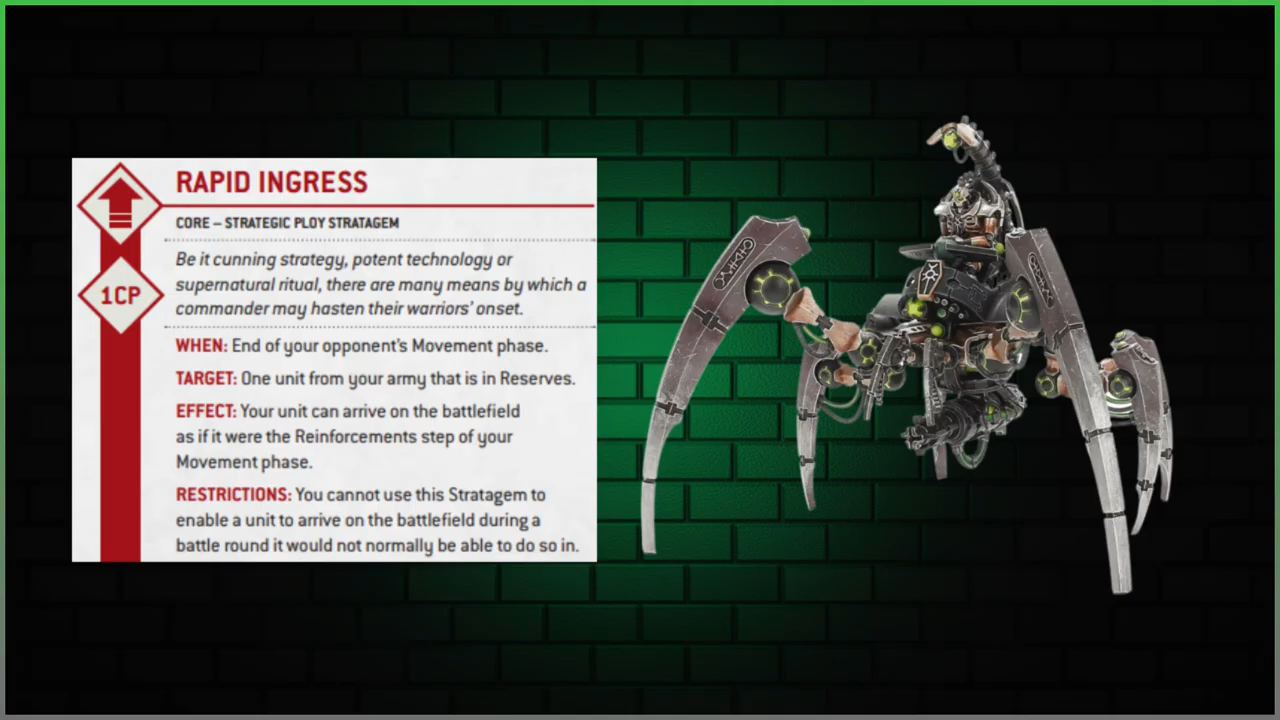 RAPID INGRESS
CORE – STRATEGIC PLOY STRATAGEM
Be it cunning strategy, potent technology or
supernatural ritual, there are many means by which a
commander may hasten their warriors' onset.
1CP
WHEN: End of your opponent's Movement phase.
TARGET: One unit from your army that is in Reserves.
EFFECT: Your unit can arrive on the battlefield
as if it were the Reinforcements step of your
Movement phase.
RESTRICTIONS: You cannot use this Stratagem to
enable a unit to arrive on the battlefield during a
battle round it would not normally be able to do so in.